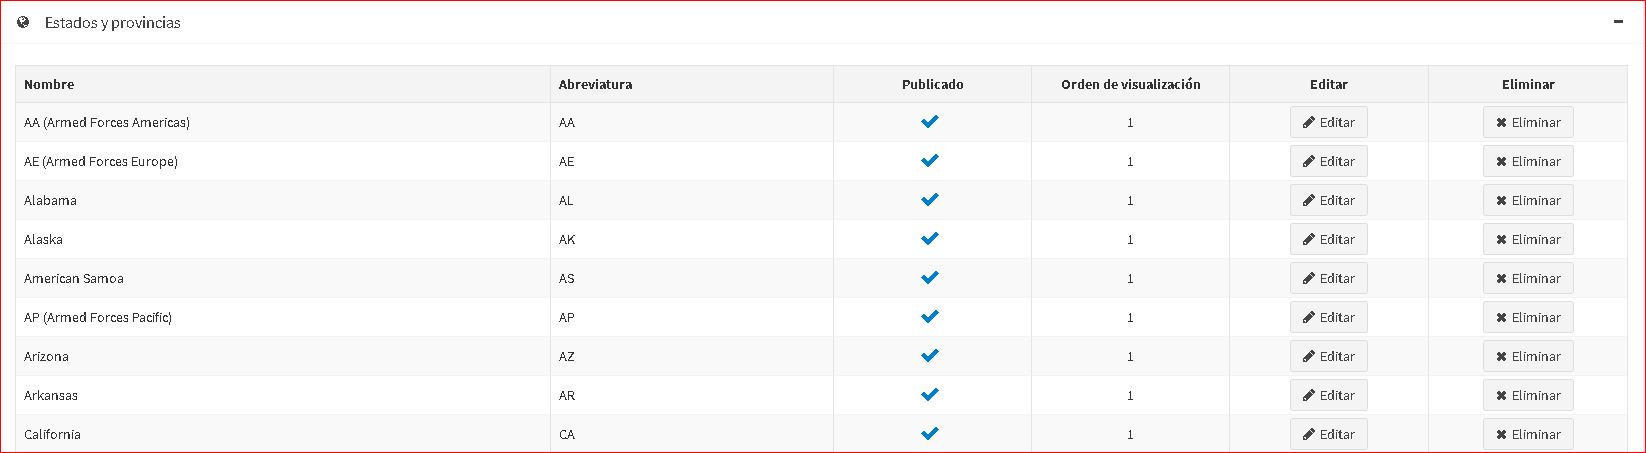 Estados y provincias
Nombre Abreviatura Publicado Orden de visualización Editar Eliminar
AA (Armed Forces Americas) AA 1 Editar Eliminar
AE (Armed Forces Europe) AE 1 Editar Eliminar
Alabama AL 1 Editar Eliminar
Alaska AK 1 Editar Eliminar
American Samoa AS 1 Editar Eliminar
AP (Armed Forces Pacific) AP 1 Editar Eliminar
Arizona AZ 1 Editar Eliminar
Arkansas AR 1 Editar Eliminar
California CA 1 Editar Eliminar